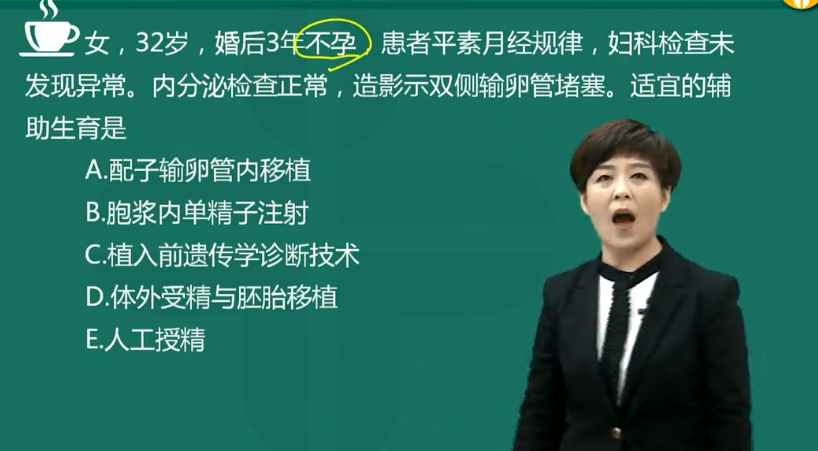 女，32岁，婚后3年不孕，患者平素月经规律，妇科检查未
发现异常。内分泌检查正常，造影示双侧输卵管堵塞。适宜的辅
助生育是
A.配子输卵管内移植
B.胞浆内单精子注射
C.植入前遗传学诊断技术
D.体外受精与胚胎移植
E.人工授精